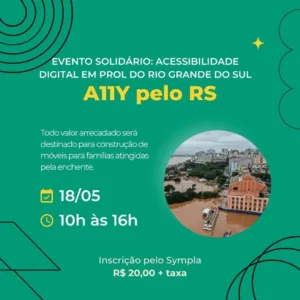 EVENTO SOLIDÁRIO: ACESSIBILIDADE
DIGITAL EM PROL DO RIO GRANDE DO SUL
A11Y pelo RS
Todo valor arrecadado será
destinado para construção de
móveis para famílias atingidas
pela enchente.
18/05
10h às 16h
Inscrição pelo Sympla
R$ 20,00 + taxa